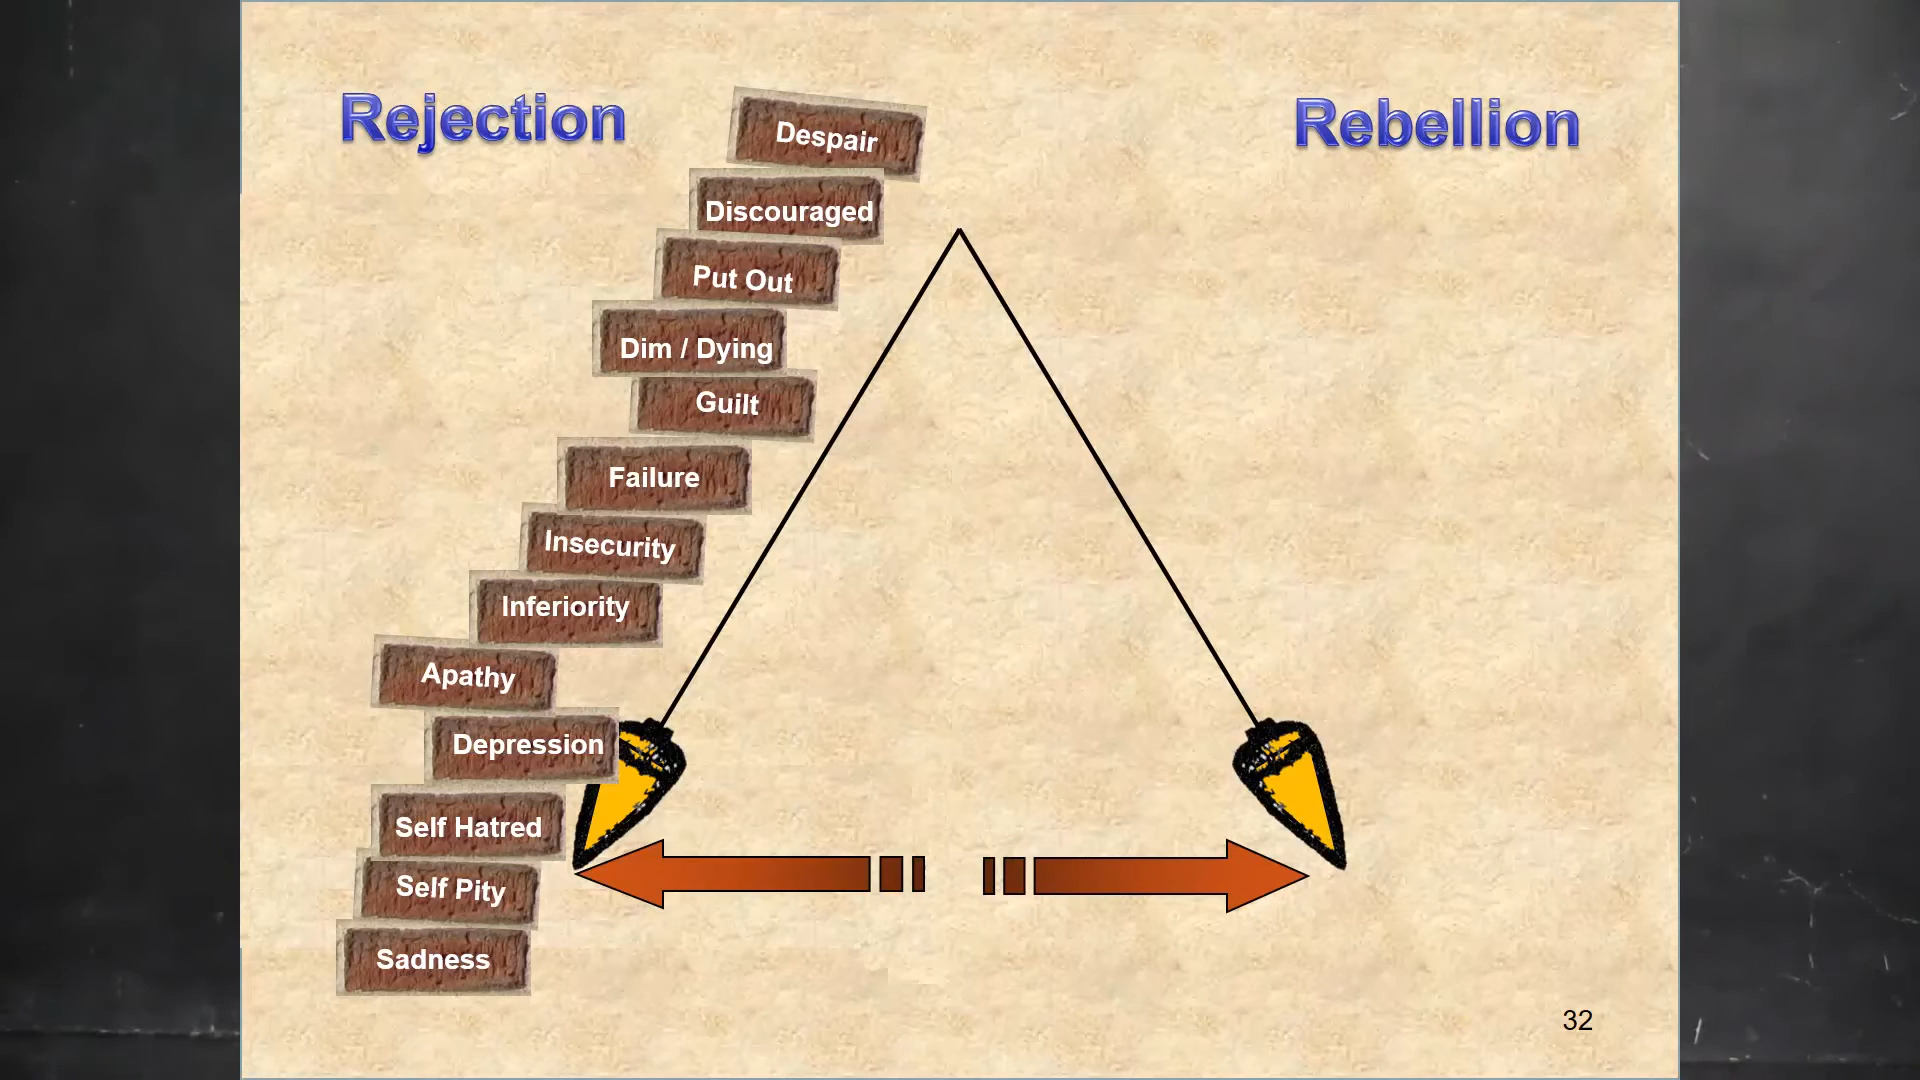 Rejection
Rebellion
Despair
Discouraged
Put Out
Dim / Dying
Guilt
Failure
Insecurity
Inferiority
Apathy
Depression
Self Hatred
Self Pity
Sadness
32